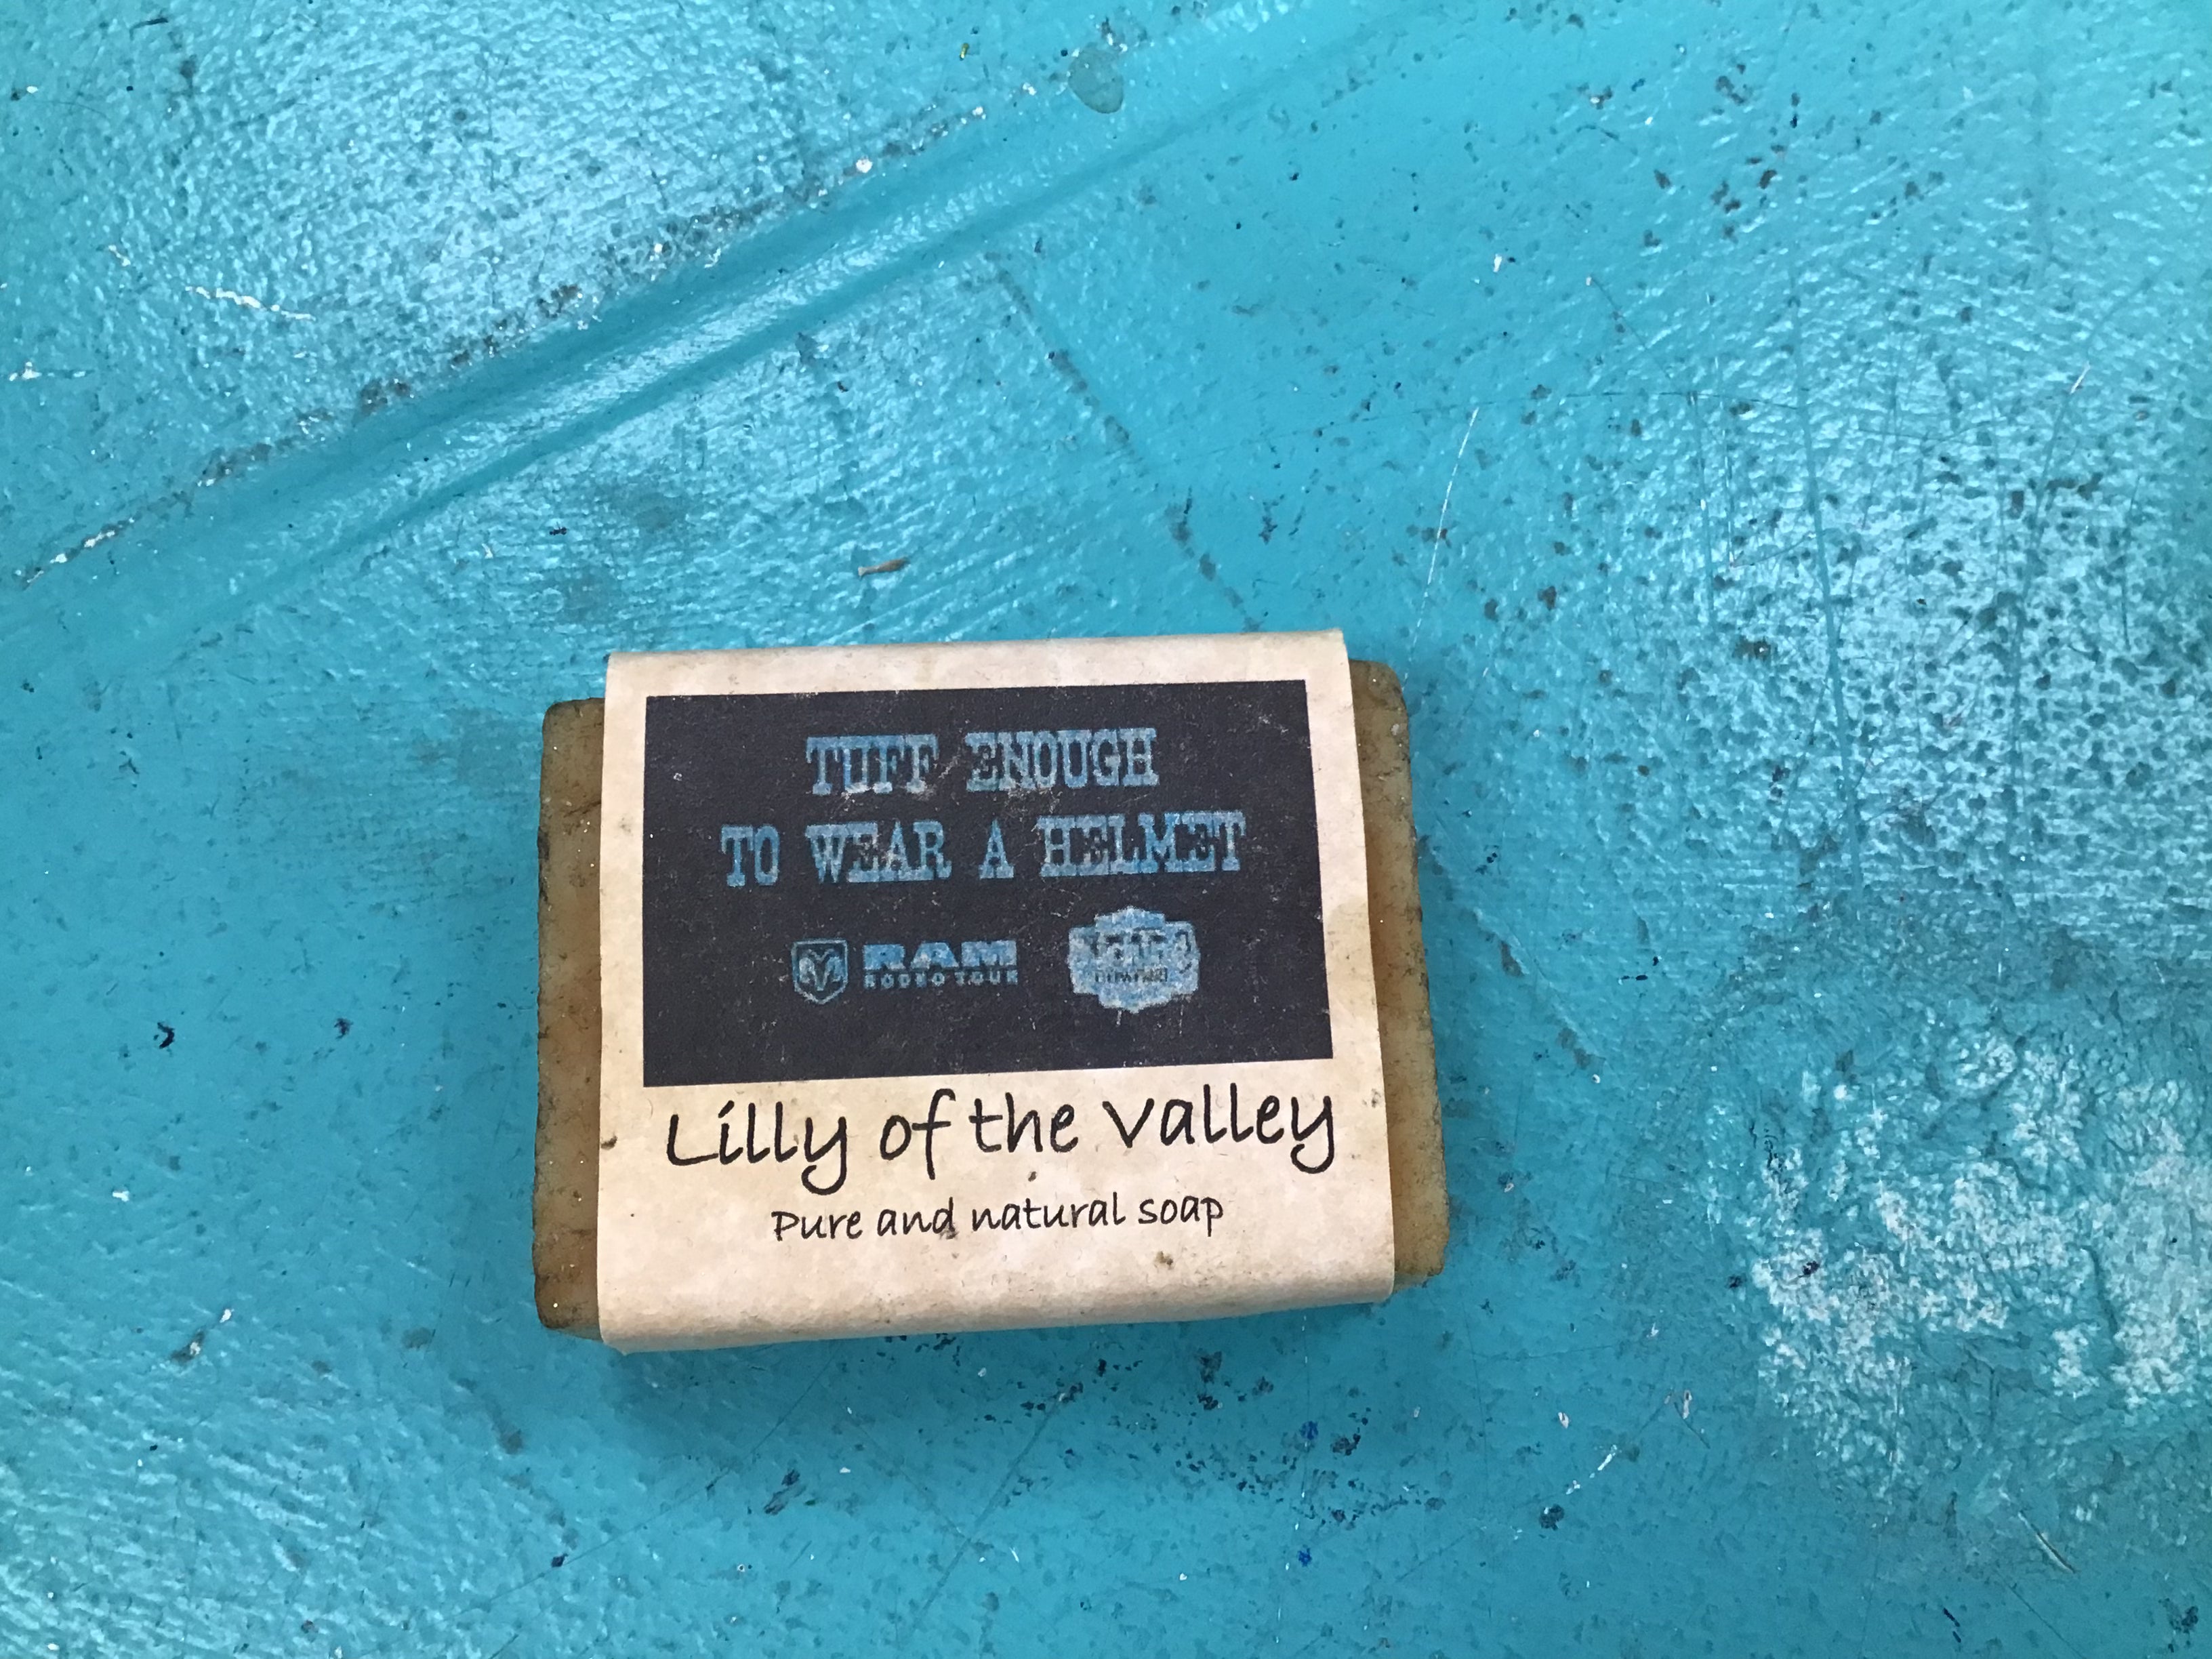 TUFF ENOUGH
TO WEAR A HELMET
RAM
RODEO TOUR
Lilly of the valley
Pure and natural soap